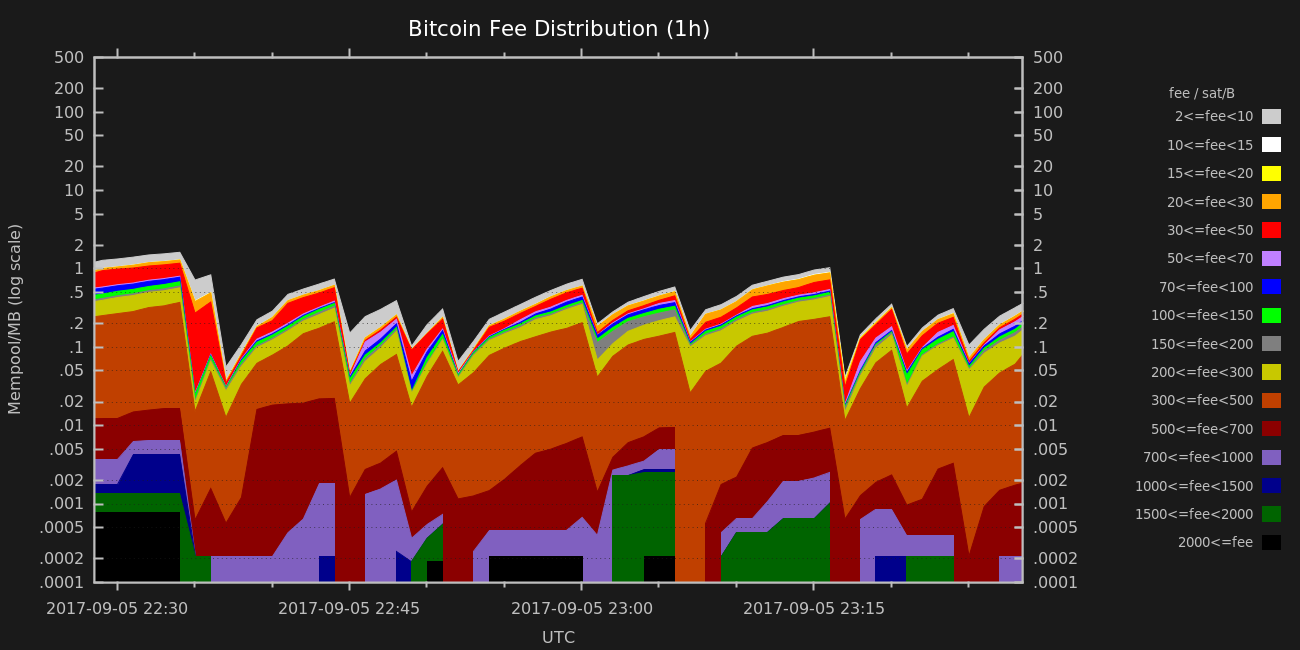 Bitcoin Fee Distribution (1h)
Mempool/MB (log scale)
500
200
100
50
20
10
5
2
1
.5
.2
.1
.05
.02
.01
.005
.002
.001
.0005
.0002
.0001
500
200
100
50
20
10
5
2
1
.5
.2
.1
.05
.02
.01
.005
.002
.001
.0005
.0002
.0001
2017-09-05 22:30 2017-09-05 22:45 2017-09-05 23:00 2017-09-05 23:15
UTC
fee / sat/B
2<=fee<10
10<=fee<15
15<=fee<20
20<=fee<30
30<=fee<50
50<=fee<70
70<=fee<100
100<=fee<150
150<=fee<200
200<=fee<300
300<=fee<500
500<=fee<700
700<=fee<1000
1000<=fee<1500
1500<=fee<2000
2000<=fee